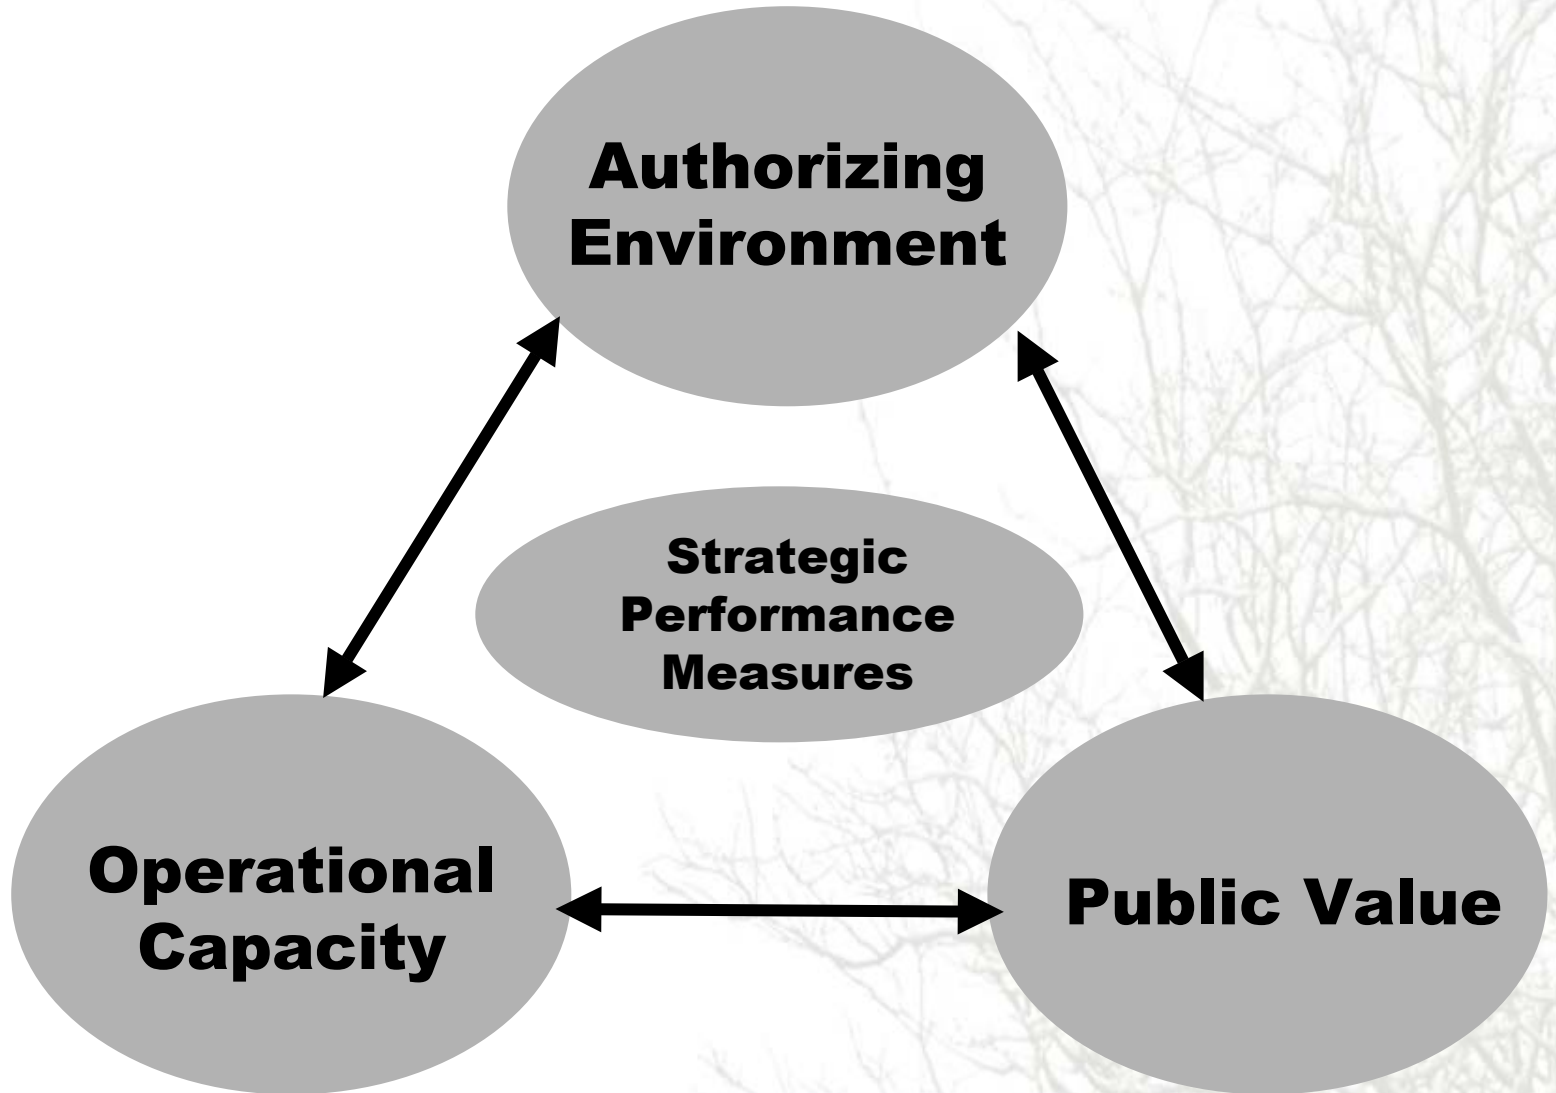 Authorizing
Environment
Strategic
Performance
Measures
Operational
Capacity
Public Value